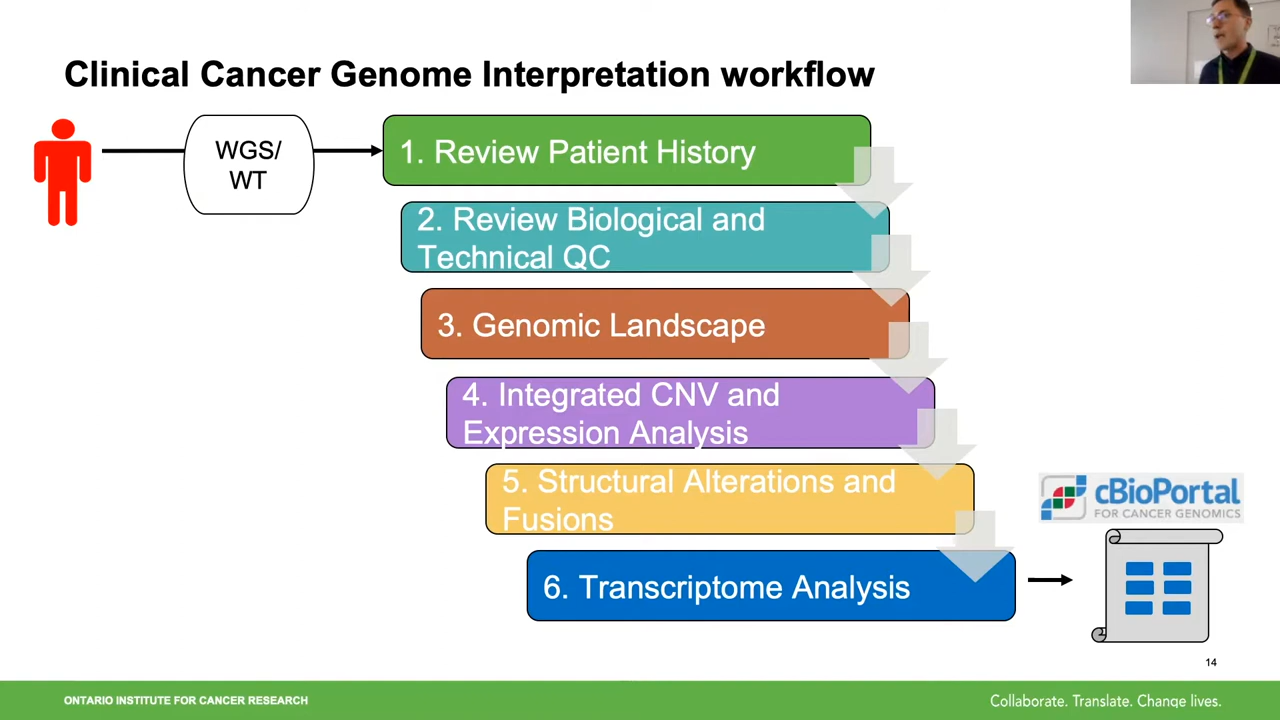 Clinical Cancer Genome Interpretation workflow
WGS/
WT
1. Review Patient History
2. Review Biological and
Technical QC
3. Genomic Landscape
4. Integrated CNV and
Expression Analysis
5. Structural Alterations and
Fusions
6. Transcriptome Analysis
cBioPortal
FOR CANCER GENOMICS
14
ONTARIO INSTITUTE FOR CANCER RESEARCH
Collaborate. Translate. Change lives.